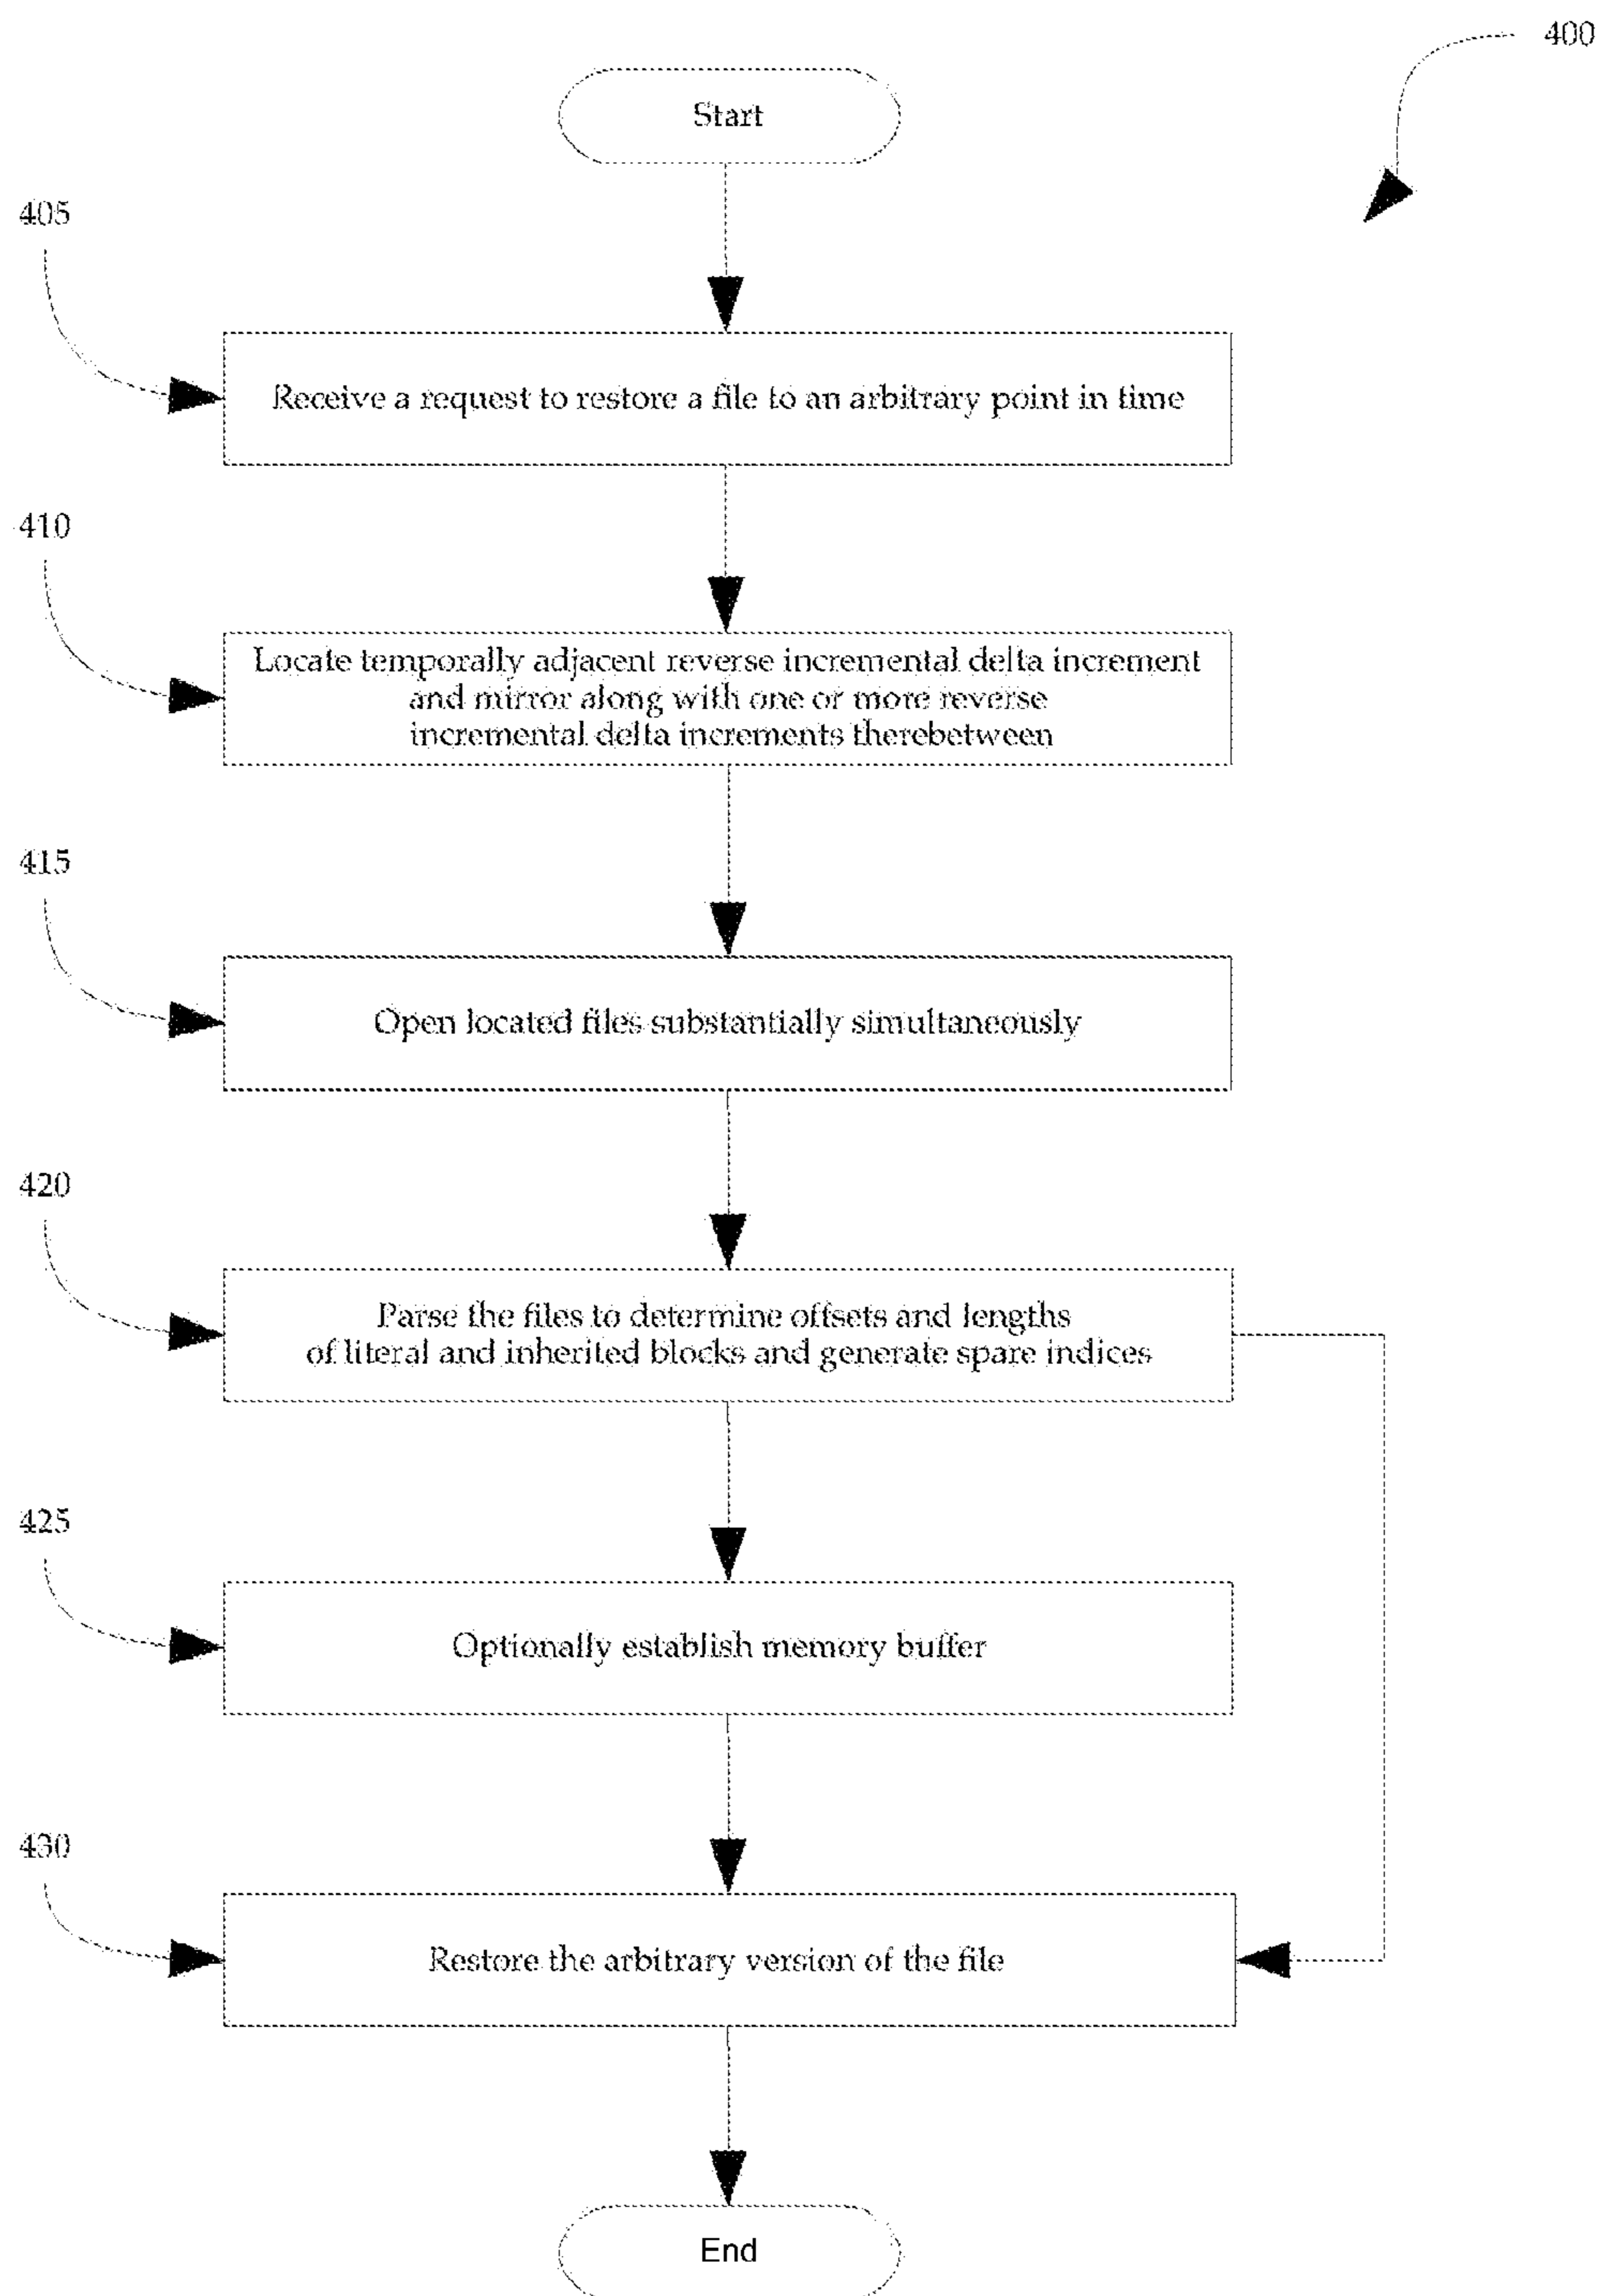 400
Start
405
Receive a request to restore a file to an arbitrary point in time
410
Locate temporally adjacent reverse incremental delta increment
and mirror along with one or more reverse
incremental delta increments therebetween
415
Open located files substantially simultaneously
420
Parse the files to determine offsets and lengths
of literal and inherited blocks and generate spare indices
425
Optionally establish memory buffer
430
Restore the arbitrary version of the file
End